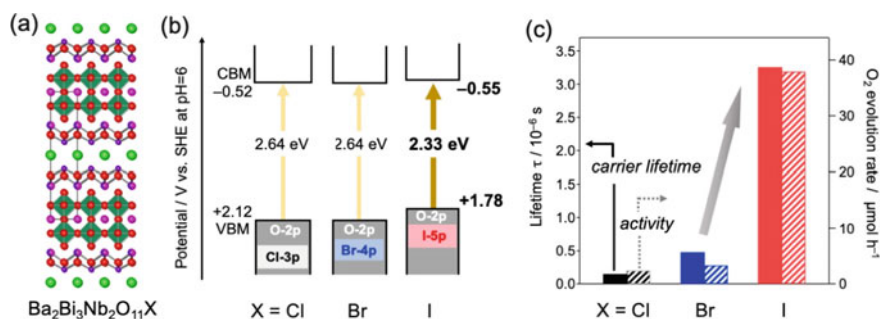 (a)
Ba₂Bi₃Nb₂O₁₁X
(b)
Potential / V vs. SHE at pH=6
CBM
−0.52
−0.55
2.64 eV
2.64 eV
2.33 eV
+2.12
VBM
+1.78
O-2p
O-2p
O-2p
Cl-3p
Br-4p
I-5p
X = Cl
Br
I
(c)
Lifetime τ / 10⁻⁶ s
3.5
3.0
2.5
2.0
1.5
1.0
0.5
0.0
carrier lifetime
activity
O₂ evolution rate / μmol h⁻¹
40
30
20
10
0
X = Cl
Br
I